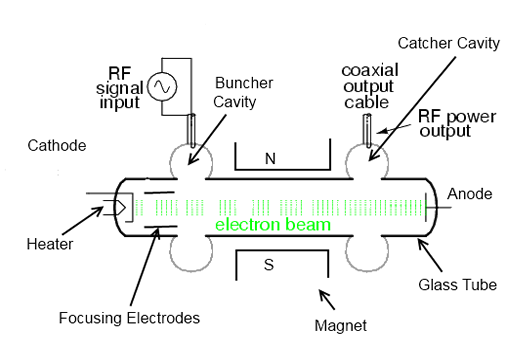 Catcher Cavity
RF
signal
input
Buncher
Cavity
coaxial
output
cable
RF power
output
Cathode
N
Anode
electron beam
Heater
S
Glass Tube
Focusing Electrodes
Magnet